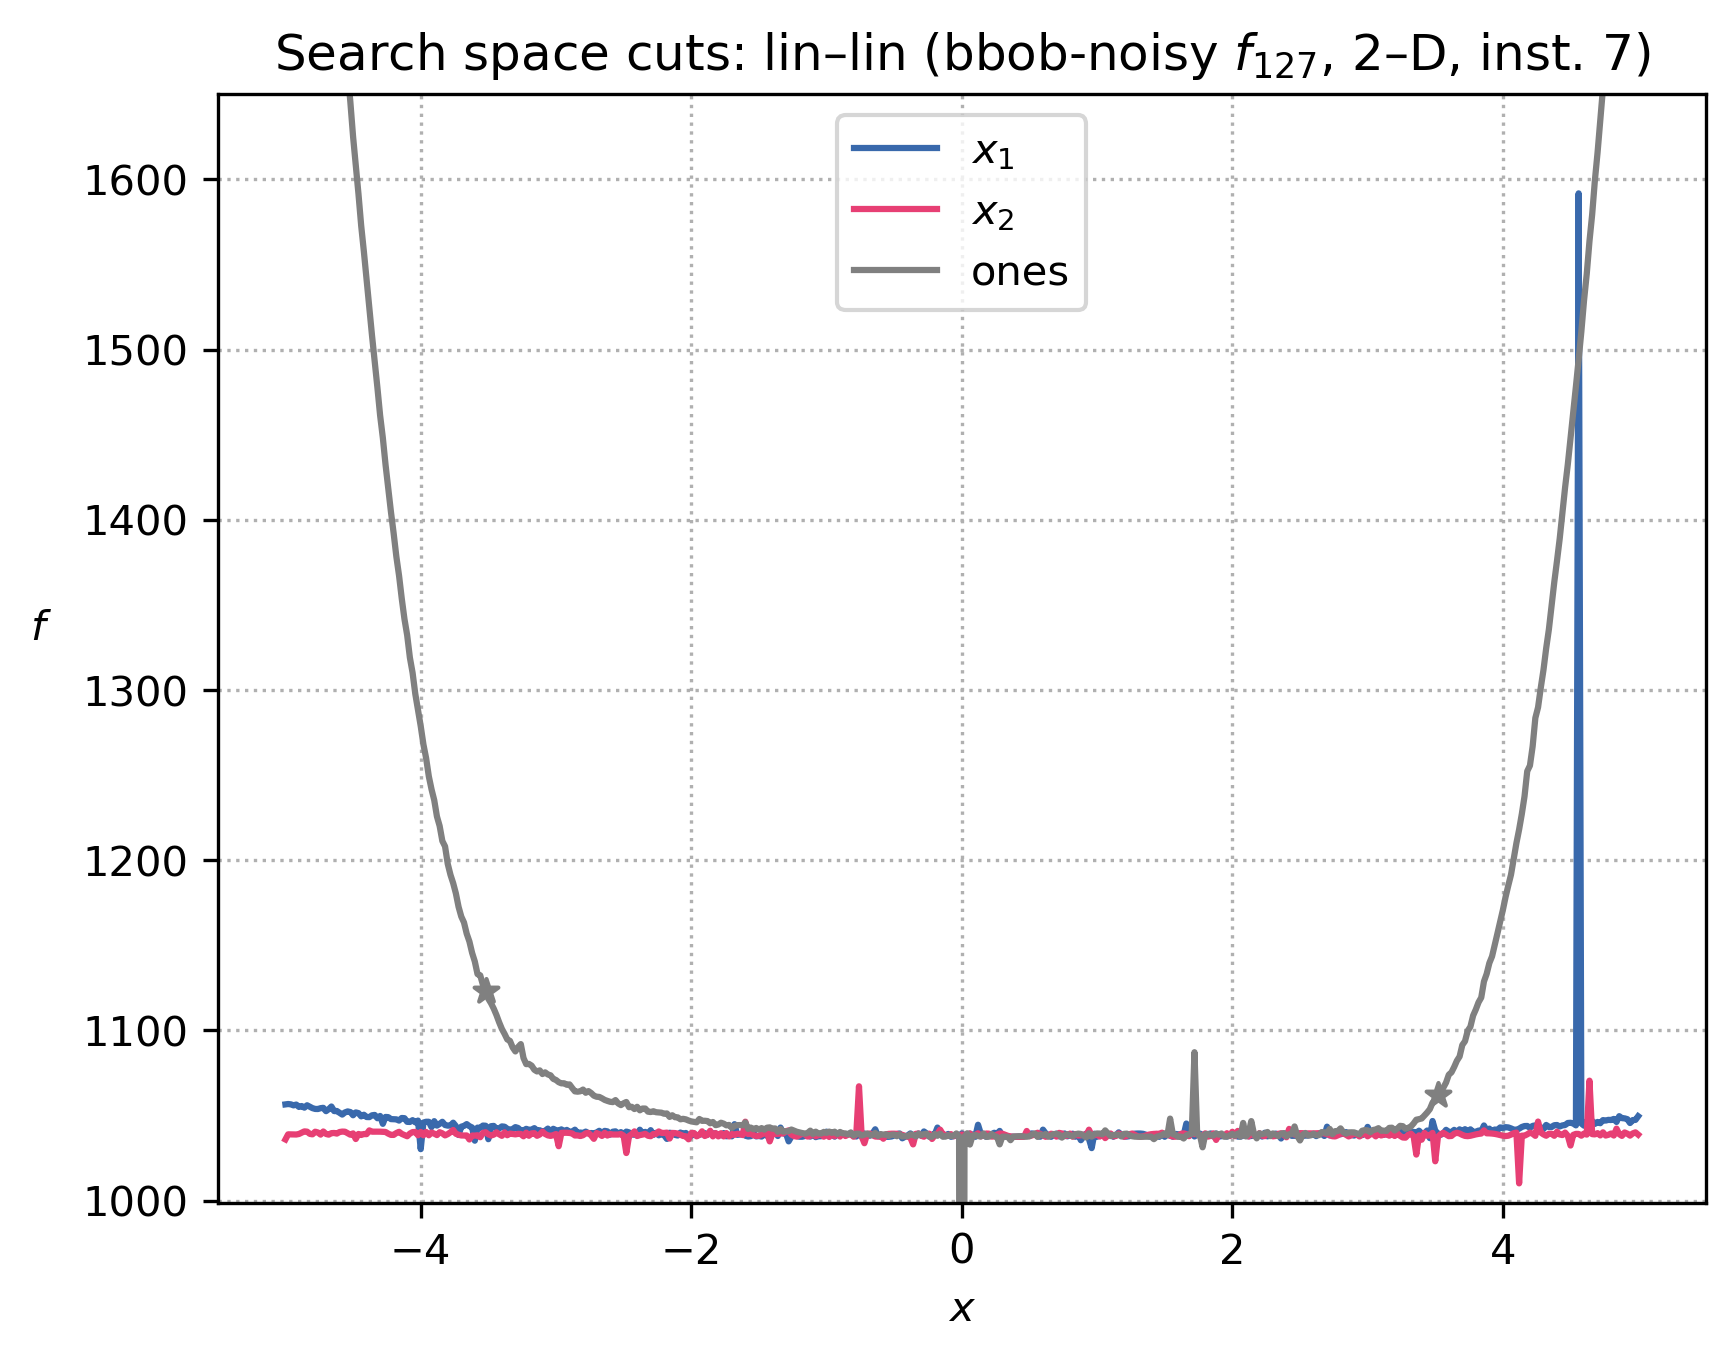 Search space cuts: lin–lin (bbob-noisy f₁₂₇, 2–D, inst. 7)
x₁
x₂
ones
1600
1500
1400
1300
1200
1100
1000
f
−4
−2
0
2
4
x